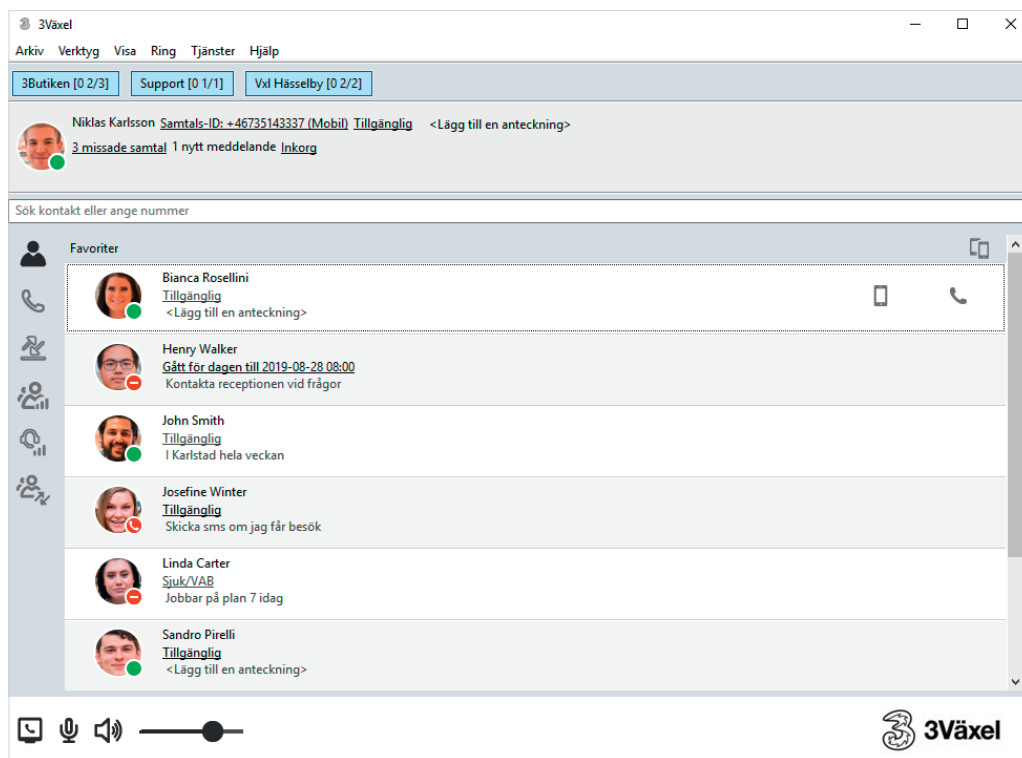 3Växel
Arkiv Verktyg Visa Ring Tjänster Hjälp
3Butiken [0 2/3] Support [0 1/1] Vxl Hässelby [0 2/2]
Niklas Karlsson Samtals-ID: +46735143337 (Mobil) Tillgänglig <Lägg till en anteckning>
3 missade samtal 1 nytt meddelande Inkorg
Sök kontakt eller ange nummer
Favoriter
Bianca Rosellini
Tillgänglig
<Lägg till en anteckning>
Henry Walker
Gått för dagen till 2019-08-28 08:00
Kontakta receptionen vid frågor
John Smith
Tillgänglig
I Karlstad hela veckan
Josefine Winter
Tillgänglig
Skicka sms om jag får besök
Linda Carter
Sjuk/VAB
Jobbar på plan 7 idag
Sandro Pirelli
Tillgänglig
<Lägg till en anteckning>
3Växel